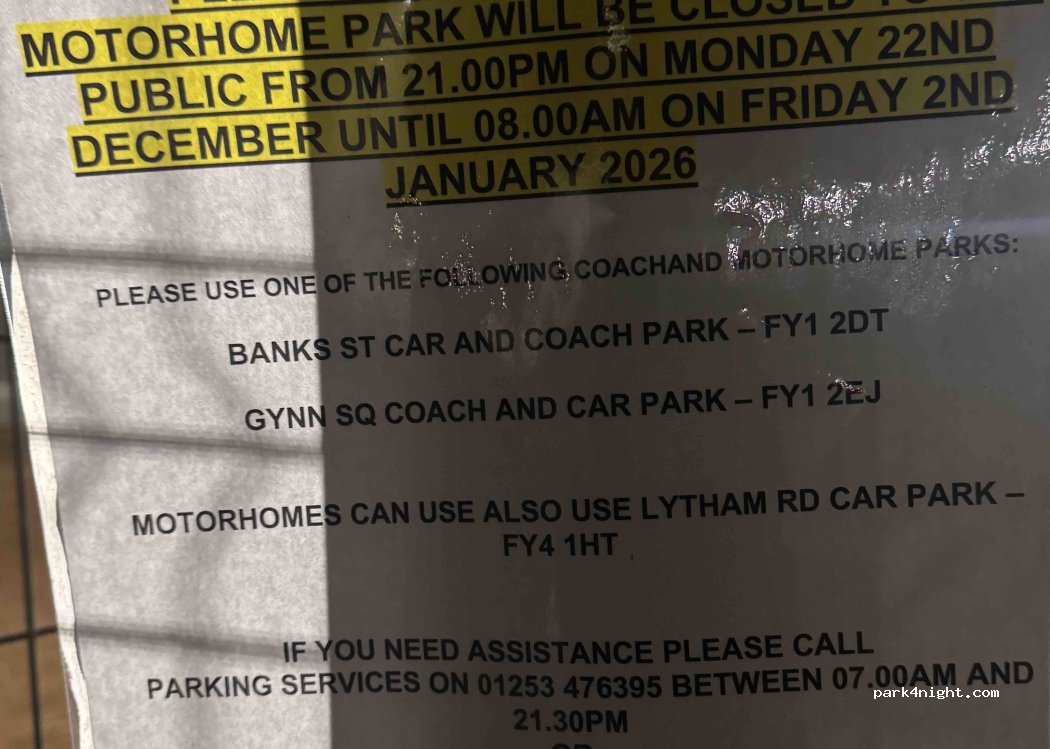 MOTORHOME PARK WILL BE CLOSED
PUBLIC FROM 21.00PM ON MONDAY 22ND
DECEMBER UNTIL 08.00AM ON FRIDAY 2ND
JANUARY 2026
PLEASE USE ONE OF THE FOLLOWING COACHAND MOTORHOME PARKS:
BANKS ST CAR AND COACH PARK – FY1 2DT
GYNN SQ COACH AND CAR PARK – FY1 2EJ
MOTORHOMES CAN USE ALSO USE LYTHAM RD CAR PARK –
FY4 1HT
IF YOU NEED ASSISTANCE PLEASE CALL
PARKING SERVICES ON 01253 476395 BETWEEN 07.00AM AND
park4night.com
21.30PM